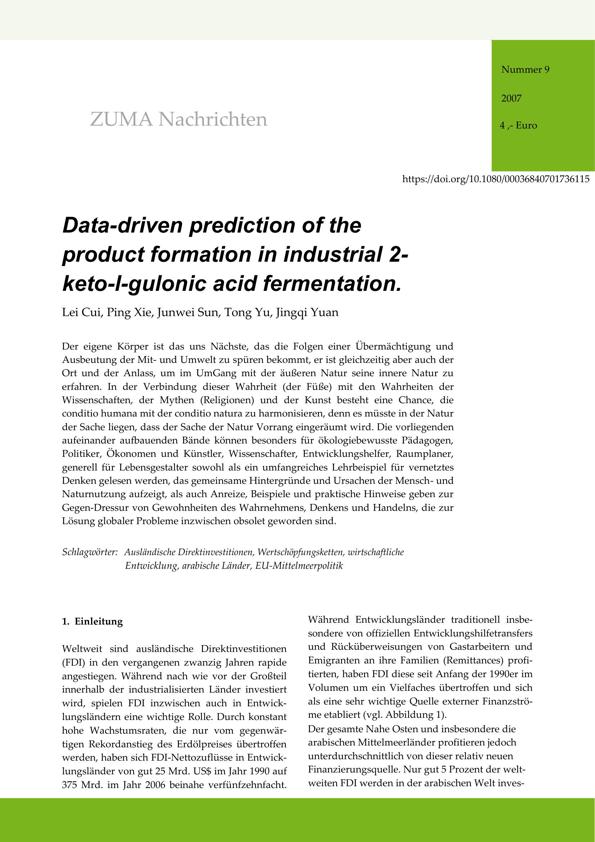 Nummer 9
2007
4 ,- Euro
ZUMA Nachrichten
https://doi.org/10.1080/00036840701736115
Data-driven prediction of the
product formation in industrial 2-
keto-l-gulonic acid fermentation.
Lei Cui, Ping Xie, Junwei Sun, Tong Yu, Jingqi Yuan
Der eigene Körper ist das uns Nächste, das die Folgen einer Übermächtigung und
Ausbeutung der Mit- und Umwelt zu spüren bekommt, er ist gleichzeitig aber auch der
Ort und der Anlass, um im UmGang mit der äußeren Natur seine innere Natur zu
erfahren. In der Verbindung dieser Wahrheit (der Füße) mit den Wahrheiten der
Wissenschaften, der Mythen (Religionen) und der Kunst besteht eine Chance, die
conditio humana mit der conditio natura zu harmonisieren, denn es müsste in der Natur
der Sache liegen, dass der Sache der Natur Vorrang eingeräumt wird. Die vorliegenden
aufeinander aufbauenden Bände können besonders für ökologiebewusste Pädagogen,
Politiker, Ökonomen und Künstler, Wissenschafter, Entwicklungshelfer, Raumplaner,
generell für Lebensgestalter sowohl als ein umfangreiches Lehrbeispiel für vernetztes
Denken gelesen werden, das gemeinsame Hintergründe und Ursachen der Mensch- und
Naturnutzung aufzeigt, als auch Anreize, Beispiele und praktische Hinweise geben zur
Gegen-Dressur von Gewohnheiten des Wahrnehmens, Denkens und Handelns, die zur
Lösung globaler Probleme inzwischen obsolet geworden sind.
Schlagwörter: Ausländische Direktinvestitionen, Wertschöpfungsketten, wirtschaftliche
Entwicklung, arabische Länder, EU-Mittelmeerpolitik
1. Einleitung
Weltweit sind ausländische Direktinvestitionen
(FDI) in den vergangenen zwanzig Jahren rapide
angestiegen. Während nach wie vor der Großteil
innerhalb der industrialisierten Länder investiert
wird, spielen FDI inzwischen auch in Entwick-
lungsländern eine wichtige Rolle. Durch konstant
hohe Wachstumsraten, die nur vom gegenwär-
tigen Rekordanstieg des Erdölpreises übertroffen
werden, haben sich FDI-Nettozuflüsse in Entwick-
lungsländer von gut 25 Mrd. US$ im Jahr 1990 auf
375 Mrd. im Jahr 2006 beinahe verfünfzehnfacht.
Während Entwicklungsländer traditionell insbe-
sondere von offiziellen Entwicklungshilfetransfers
und Rücküberweisungen von Gastarbeitern und
Emigranten an ihre Familien (Remittances) profi-
tierten, haben FDI diese seit Anfang der 1990er im
Volumen um ein Vielfaches übertroffen und sich
als eine sehr wichtige Quelle externer Finanzströ-
me etabliert (vgl. Abbildung 1).
Der gesamte Nahe Osten und insbesondere die
arabischen Mittelmeerländer profitieren jedoch
unterdurchschnittlich von dieser relativ neuen
Finanzierungsquelle. Nur gut 5 Prozent der welt-
weiten FDI werden in der arabischen Welt inves-